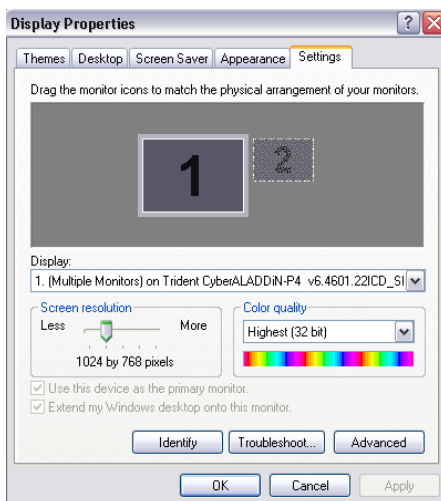 Display Properties
Themes Desktop Screen Saver Appearance Settings
Drag the monitor icons to match the physical arrangement of your monitors.
1 2
Display:
1. (Multiple Monitors) on Trident CyberALADDiN-P4 v6.4601.22ICD_SI
Screen resolution Color quality
Less More Highest (32 bit)
1024 by 768 pixels
Use this device as the primary monitor.
Extend my Windows desktop onto this monitor.
Identify Troubleshoot... Advanced
OK Cancel Apply